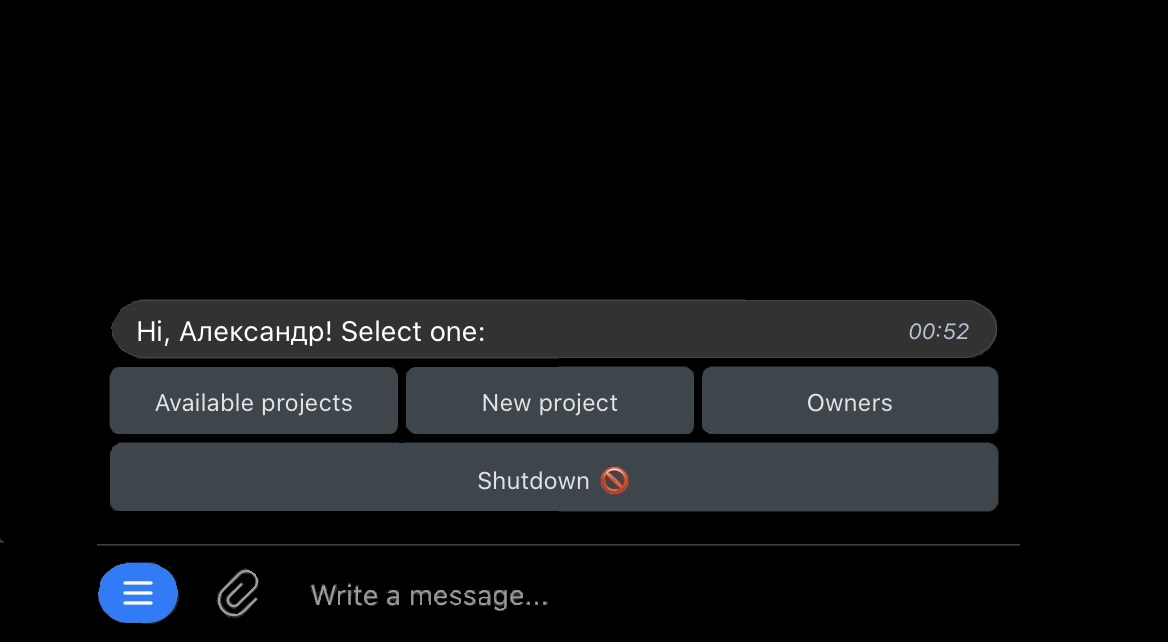 Hi, Александр! Select one:
00:52
Available projects
New project
Owners
Shutdown 🚫
Write a message...